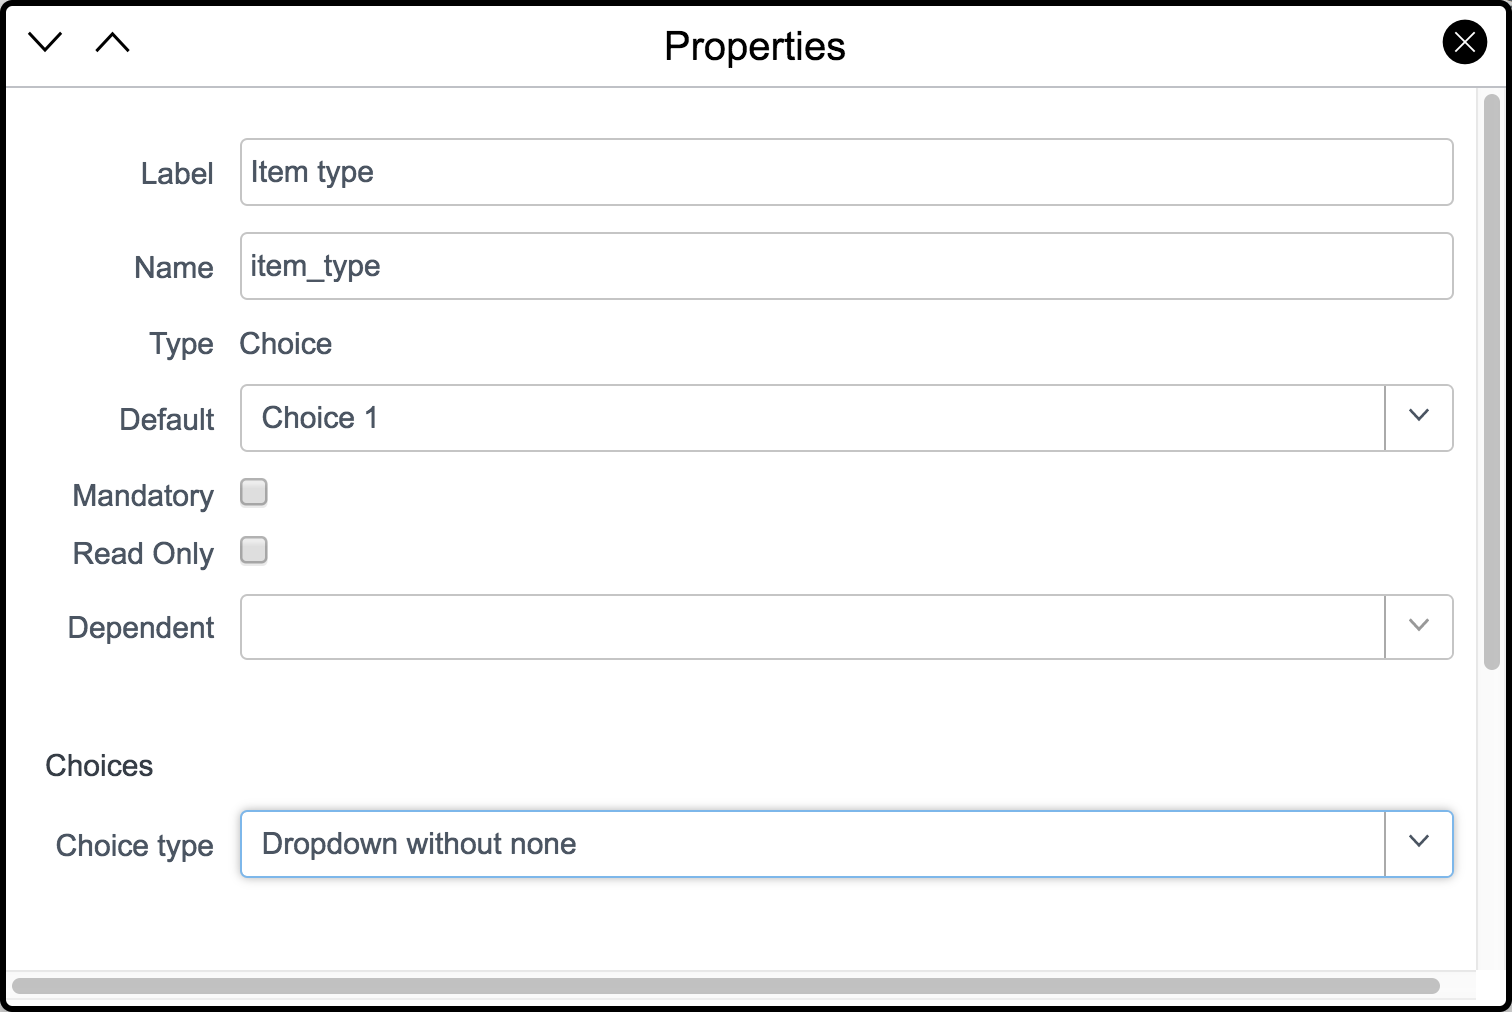 Properties
Label Item type
Name item_type
Type Choice
Default Choice 1
Mandatory
Read Only
Dependent
Choices
Choice type Dropdown without none